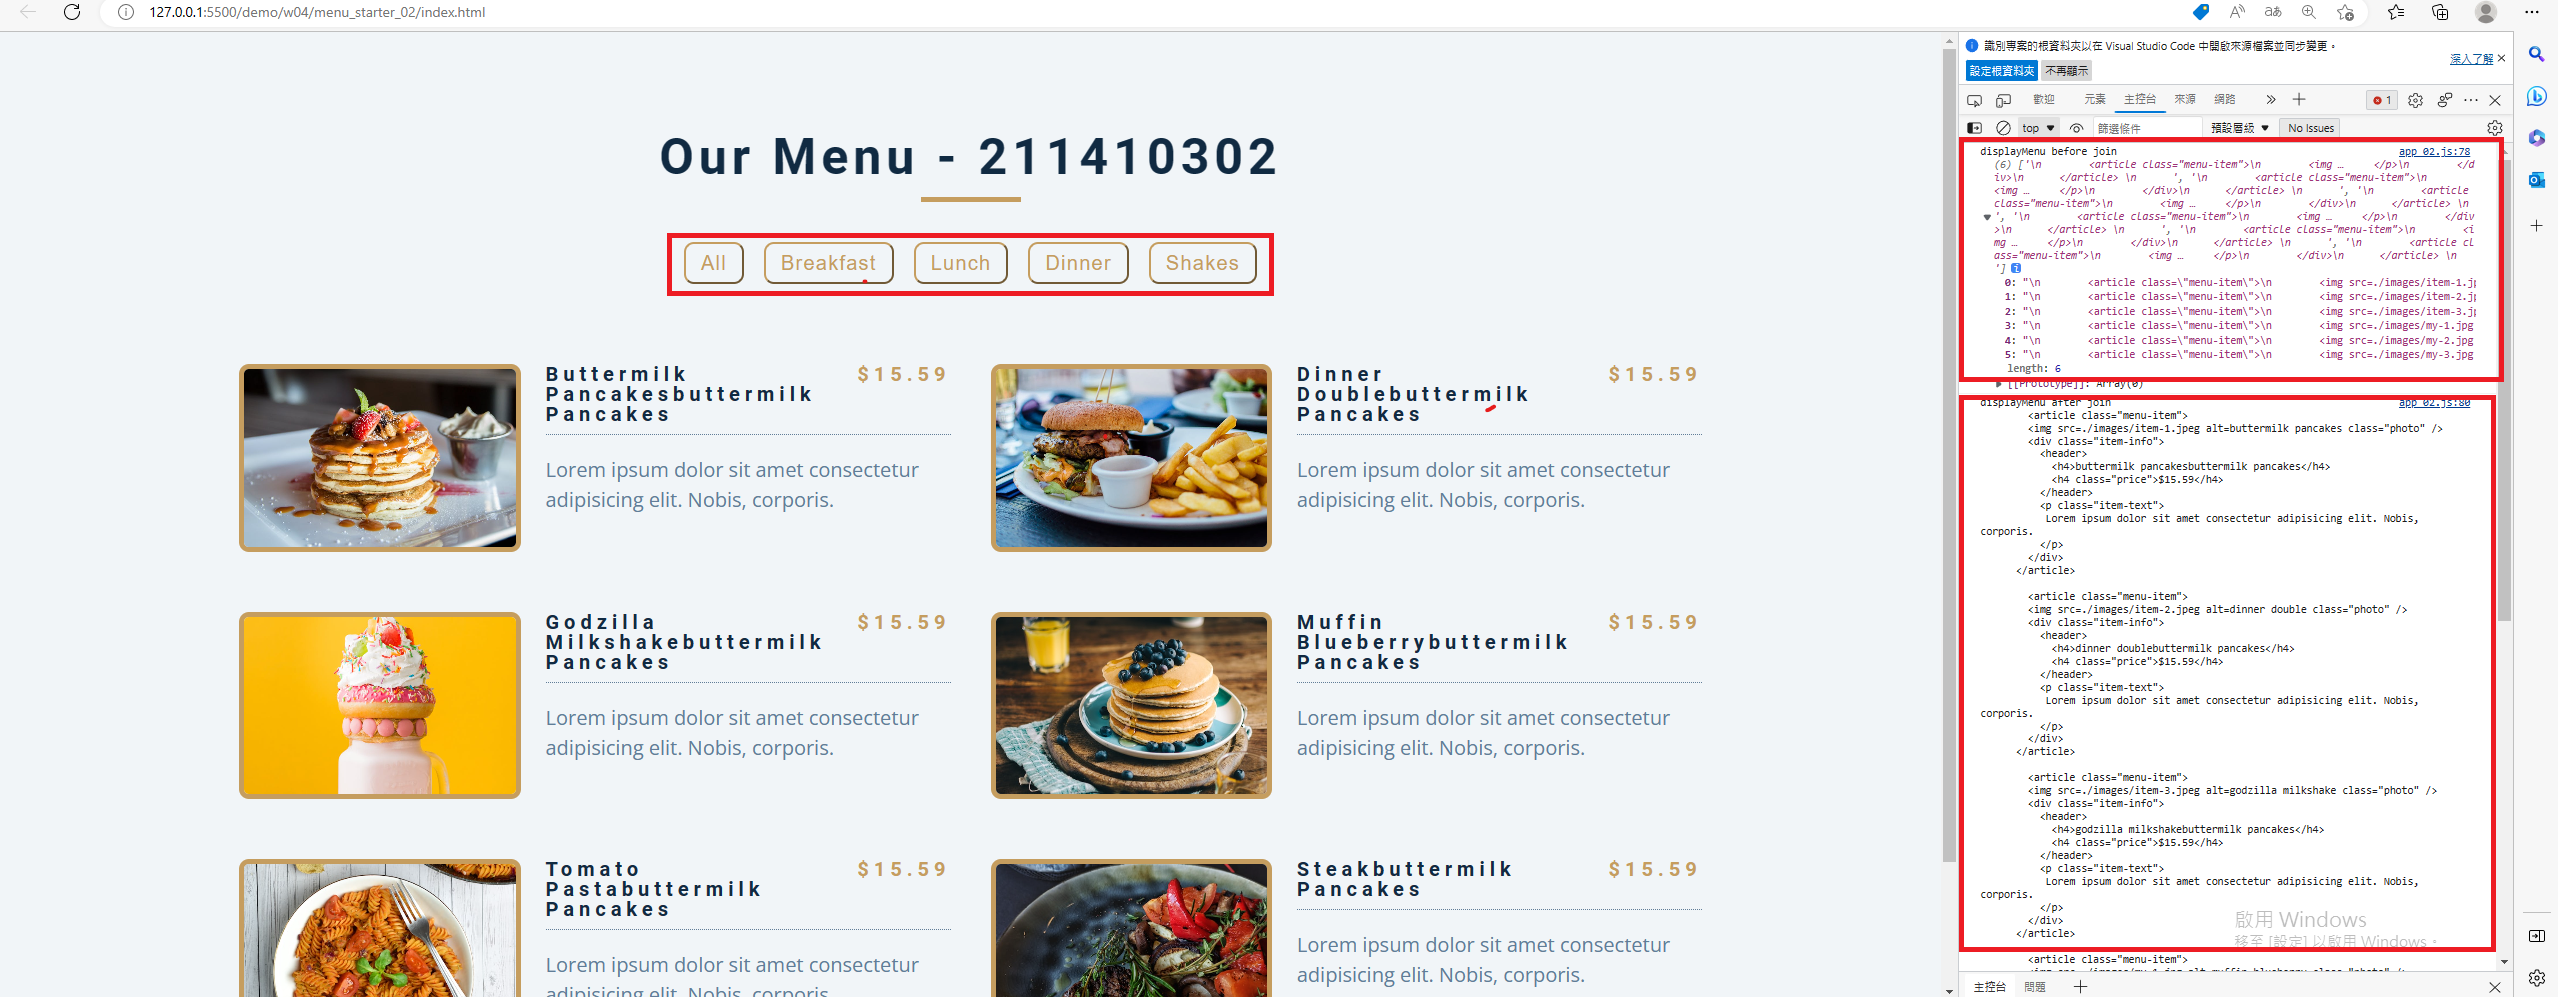 127.0.0.1:5500/demo/w04/menu_starter_02/index.html
Our Menu - 211410302
All
Breakfast
Lunch
Dinner
Shakes
Buttermilk
Pancakesbuttermilk
Pancakes
$15.59
Lorem ipsum dolor sit amet consectetur
adipisicing elit. Nobis, corporis.
Dinner
Doublebuttermilk
Pancakes
$15.59
Lorem ipsum dolor sit amet consectetur
adipisicing elit. Nobis, corporis.
Godzilla
Milkshakebuttermilk
Pancakes
$15.59
Lorem ipsum dolor sit amet consectetur
adipisicing elit. Nobis, corporis.
Muffin
Blueberrybuttermilk
Pancakes
$15.59
Lorem ipsum dolor sit amet consectetur
adipisicing elit. Nobis, corporis.
Tomato
Pastabuttermilk
Pancakes
$15.59
Lorem ipsum dolor sit amet consectetur
adipisicing elit. Nobis, corporis.
Steakbuttermilk
Pancakes
$15.59
Lorem ipsum dolor sit amet consectetur
adipisicing elit. Nobis, corporis.
識別專案的根資料夾以在 Visual Studio Code 中開啟來源檔案並同步變更。
深入了解
設定根資料夾 不再顯示
歡迎 元素 主控台 來源 網路 1
top 篩選條件 預設層級 No Issues
displayMenu before join app_02.js:78
(6) ['\n <article class="menu-item">\n <img … </p>\n </d
iv>\n </article> \n ', '\n <article class="menu-item">\n
<img … </p>\n </div>\n </article> \n ', '\n <article
class="menu-item">\n <img … </p>\n </div>\n </article> \n
', '\n <article class="menu-item">\n <img … </p>\n </div
>\n </article> \n ', '\n <article class="menu-item">\n <i
mg … </p>\n </div>\n </article> \n ', '\n <article cl
ass="menu-item">\n <img … </p>\n </div>\n </article> \n
']
0: "\n <article class=\"menu-item\">\n <img src=./images/item-1.jp
1: "\n <article class=\"menu-item\">\n <img src=./images/item-2.jp
2: "\n <article class=\"menu-item\">\n <img src=./images/item-3.jp
3: "\n <article class=\"menu-item\">\n <img src=./images/my-1.jpg
4: "\n <article class=\"menu-item\">\n <img src=./images/my-2.jpg
5: "\n <article class=\"menu-item\">\n <img src=./images/my-3.jpg
length: 6
[[Prototype]]: Array(0)
displayMenu after join app_02.js:80
<article class="menu-item">
<img src=./images/item-1.jpeg alt=buttermilk pancakes class="photo" />
<div class="item-info">
<header>
<h4>buttermilk pancakesbuttermilk pancakes</h4>
<h4 class="price">$15.59</h4>
</header>
<p class="item-text">
Lorem ipsum dolor sit amet consectetur adipisicing elit. Nobis,
corporis.
</p>
</div>
</article>
<article class="menu-item">
<img src=./images/item-2.jpeg alt=dinner double class="photo" />
<div class="item-info">
<header>
<h4>dinner doublebuttermilk pancakes</h4>
<h4 class="price">$15.59</h4>
</header>
<p class="item-text">
Lorem ipsum dolor sit amet consectetur adipisicing elit. Nobis,
corporis.
</p>
</div>
</article>
<article class="menu-item">
<img src=./images/item-3.jpeg alt=godzilla milkshake class="photo" />
<div class="item-info">
<header>
<h4>godzilla milkshakebuttermilk pancakes</h4>
<h4 class="price">$15.59</h4>
</header>
<p class="item-text">
Lorem ipsum dolor sit amet consectetur adipisicing elit. Nobis,
corporis.
</p>
</div>
</article>
<article class="menu-item">
<img src=./images/my-1.jpg alt=muffin blueberry class="photo" />
啟用 Windows
移至 [設定] 以啟用 Windows。
主控台 問題